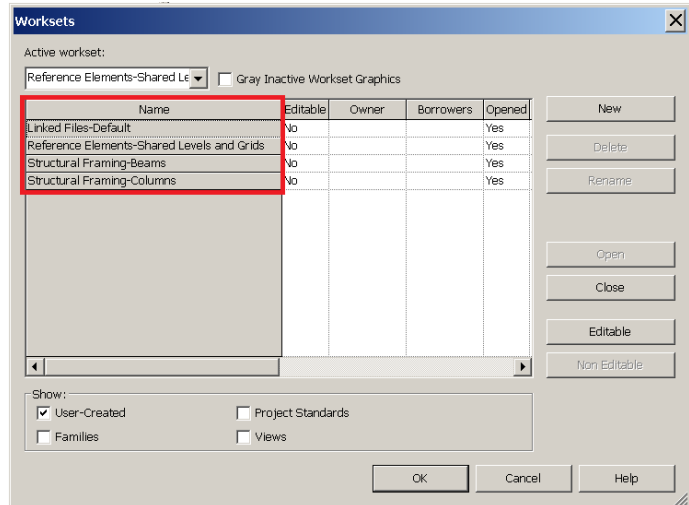 Worksets
Active workset:
Reference Elements-Shared Le
Gray Inactive Workset Graphics
Name Editable Owner Borrowers Opened
Linked Files-Default No Yes
Reference Elements-Shared Levels and Grids No Yes
Structural Framing-Beams No Yes
Structural Framing-Columns No Yes
New
Delete
Rename
Open
Close
Editable
Non Editable
Show:
User-Created Project Standards
Families Views
OK Cancel Help